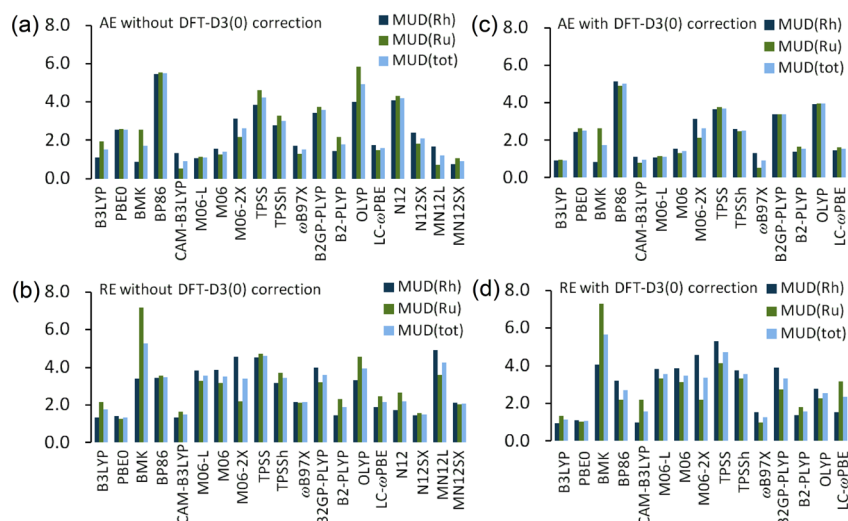 (a)
AE without DFT-D3(0) correction
8.0
6.0
4.0
2.0
0.0
MUD(Rh)
MUD(Ru)
MUD(tot)
B3LYP
PBE0
BMK
BP86
CAM-B3LYP
M06-L
M06
M06-2X
TPSS
TPSSh
ωB97X
B2GP-PLYP
B2-PLYP
OLYP
LC-ωPBE
N12
N12SX
MN12L
MN12SX
(c)
AE with DFT-D3(0) correction
8.0
6.0
4.0
2.0
0.0
MUD(Rh)
MUD(Ru)
MUD(tot)
B3LYP
PBE0
BMK
BP86
CAM-B3LYP
M06-L
M06
M06-2X
TPSS
TPSSh
ωB97X
B2GP-PLYP
B2-PLYP
OLYP
LC-ωPBE
(b)
RE without DFT-D3(0) correction
8.0
6.0
4.0
2.0
0.0
MUD(Rh)
MUD(Ru)
MUD(tot)
B3LYP
PBE0
BMK
BP86
CAM-B3LYP
M06-L
M06
M06-2X
TPSS
TPSSh
ωB97X
B2GP-PLYP
B2-PLYP
OLYP
LC-ωPBE
N12
N12SX
MN12L
MN12SX
(d)
RE with DFT-D3(0) correction
8.0
6.0
4.0
2.0
0.0
MUD(Rh)
MUD(Ru)
MUD(tot)
B3LYP
PBE0
BMK
BP86
CAM-B3LYP
M06-L
M06
M06-2X
TPSS
TPSSh
ωB97X
B2GP-PLYP
B2-PLYP
OLYP
LC-ωPBE